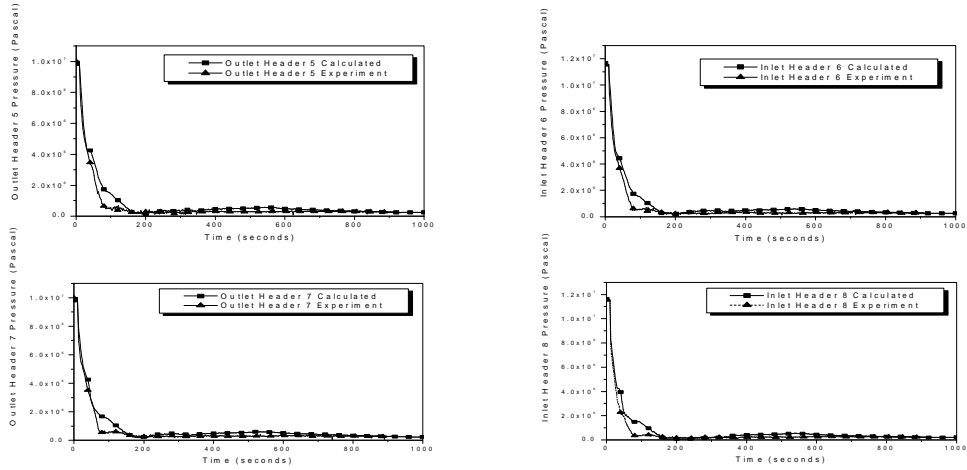 Outlet Header 5 Pressure (Pascal)
1.0x10⁷
8.0x10⁶
6.0x10⁶
4.0x10⁶
2.0x10⁶
0.0
Outlet Header 5 Calculated
Outlet Header 5 Experiment
0 200 400 600 800 1000
Time (seconds)
Inlet Header 6 Pressure (Pascal)
1.2x10⁷
1.0x10⁷
8.0x10⁶
6.0x10⁶
4.0x10⁶
2.0x10⁶
0.0
Inlet Header 6 Calculated
Inlet Header 6 Experiment
0 200 400 600 800 1000
Time (seconds)
Outlet Header 7 Pressure (Pascal)
1.0x10⁷
8.0x10⁶
6.0x10⁶
4.0x10⁶
2.0x10⁶
0.0
Outlet Header 7 Calculated
Outlet Header 7 Experiment
0 200 400 600 800 1000
Time (seconds)
Inlet Header 8 Pressure (Pascal)
1.2x10⁷
1.0x10⁷
8.0x10⁶
6.0x10⁶
4.0x10⁶
2.0x10⁶
0.0
Inlet Header 8 Calculated
Inlet Header 8 Experiment
0 200 400 600 800 1000
Time (seconds)